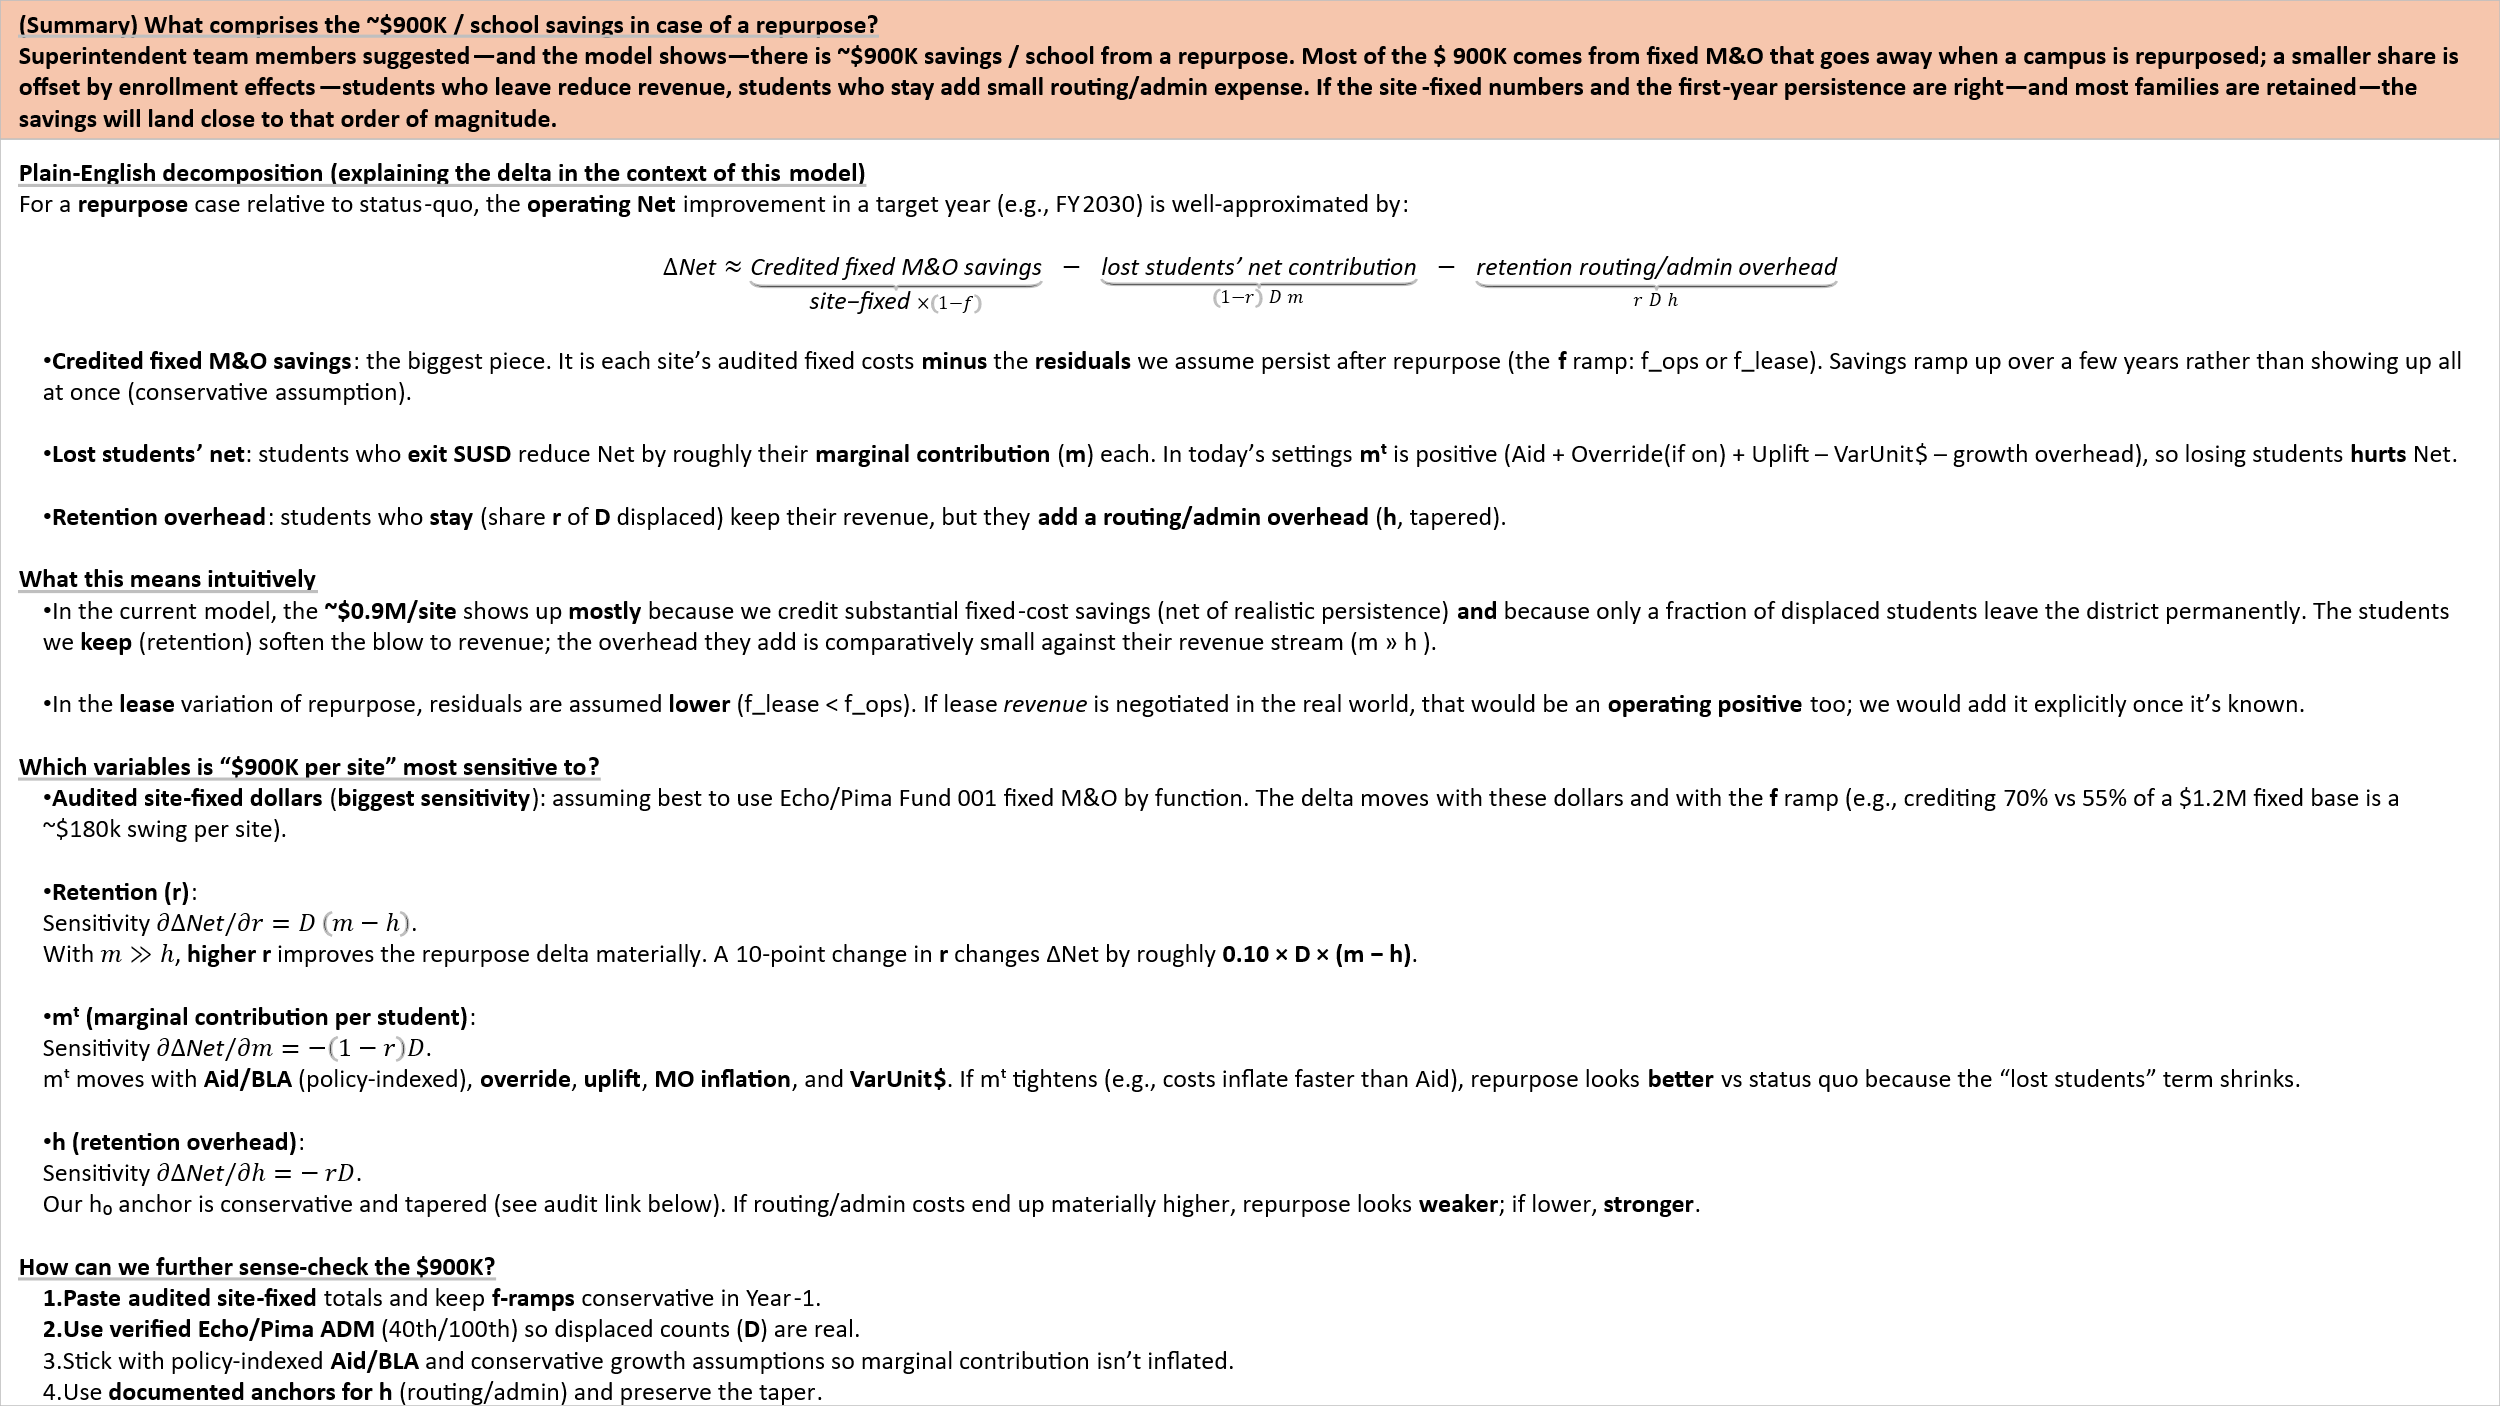 (Summary) What comprises the ~$900K / school savings in case of a repurpose?
Superintendent team members suggested—and the model shows—there is ~$900K savings / school from a repurpose. Most of the $ 900K comes from fixed M&O that goes away when a campus is repurposed; a smaller share is
offset by enrollment effects—students who leave reduce revenue, students who stay add small routing/admin expense. If the site-fixed numbers and the first-year persistence are right—and most families are retained—the
savings will land close to that order of magnitude.
Plain-English decomposition (explaining the delta in the context of this model)
For a repurpose case relative to status-quo, the operating Net improvement in a target year (e.g., FY2030) is well-approximated by:
ΔNet ≈ Credited fixed M&O savings − lost students’ net contribution − retention routing/admin overhead
site−fixed ×(1−f) (1−r) D m r D h
•Credited fixed M&O savings: the biggest piece. It is each site’s audited fixed costs minus the residuals we assume persist after repurpose (the f ramp: f_ops or f_lease). Savings ramp up over a few years rather than showing up all
at once (conservative assumption).
•Lost students’ net: students who exit SUSD reduce Net by roughly their marginal contribution (m) each. In today’s settings mᵗ is positive (Aid + Override(if on) + Uplift – VarUnit$ – growth overhead), so losing students hurts Net.
•Retention overhead: students who stay (share r of D displaced) keep their revenue, but they add a routing/admin overhead (h, tapered).
What this means intuitively
•In the current model, the ~$0.9M/site shows up mostly because we credit substantial fixed-cost savings (net of realistic persistence) and because only a fraction of displaced students leave the district permanently. The students
we keep (retention) soften the blow to revenue; the overhead they add is comparatively small against their revenue stream (m » h ).
•In the lease variation of repurpose, residuals are assumed lower (f_lease < f_ops). If lease revenue is negotiated in the real world, that would be an operating positive too; we would add it explicitly once it’s known.
Which variables is “$900K per site” most sensitive to?
•Audited site-fixed dollars (biggest sensitivity): assuming best to use Echo/Pima Fund 001 fixed M&O by function. The delta moves with these dollars and with the f ramp (e.g., crediting 70% vs 55% of a $1.2M fixed base is a
~$180k swing per site).
•Retention (r):
Sensitivity ∂ΔNet/∂r = D (m − h).
With m ≫ h, higher r improves the repurpose delta materially. A 10-point change in r changes ΔNet by roughly 0.10 × D × (m − h).
•mᵗ (marginal contribution per student):
Sensitivity ∂ΔNet/∂m = −(1 − r)D.
mᵗ moves with Aid/BLA (policy-indexed), override, uplift, MO inflation, and VarUnit$. If mᵗ tightens (e.g., costs inflate faster than Aid), repurpose looks better vs status quo because the “lost students” term shrinks.
•h (retention overhead):
Sensitivity ∂ΔNet/∂h = − rD.
Our h₀ anchor is conservative and tapered (see audit link below). If routing/admin costs end up materially higher, repurpose looks weaker; if lower, stronger.
How can we further sense-check the $900K?
1.Paste audited site-fixed totals and keep f-ramps conservative in Year-1.
2.Use verified Echo/Pima ADM (40th/100th) so displaced counts (D) are real.
3.Stick with policy-indexed Aid/BLA and conservative growth assumptions so marginal contribution isn’t inflated.
4.Use documented anchors for h (routing/admin) and preserve the taper.